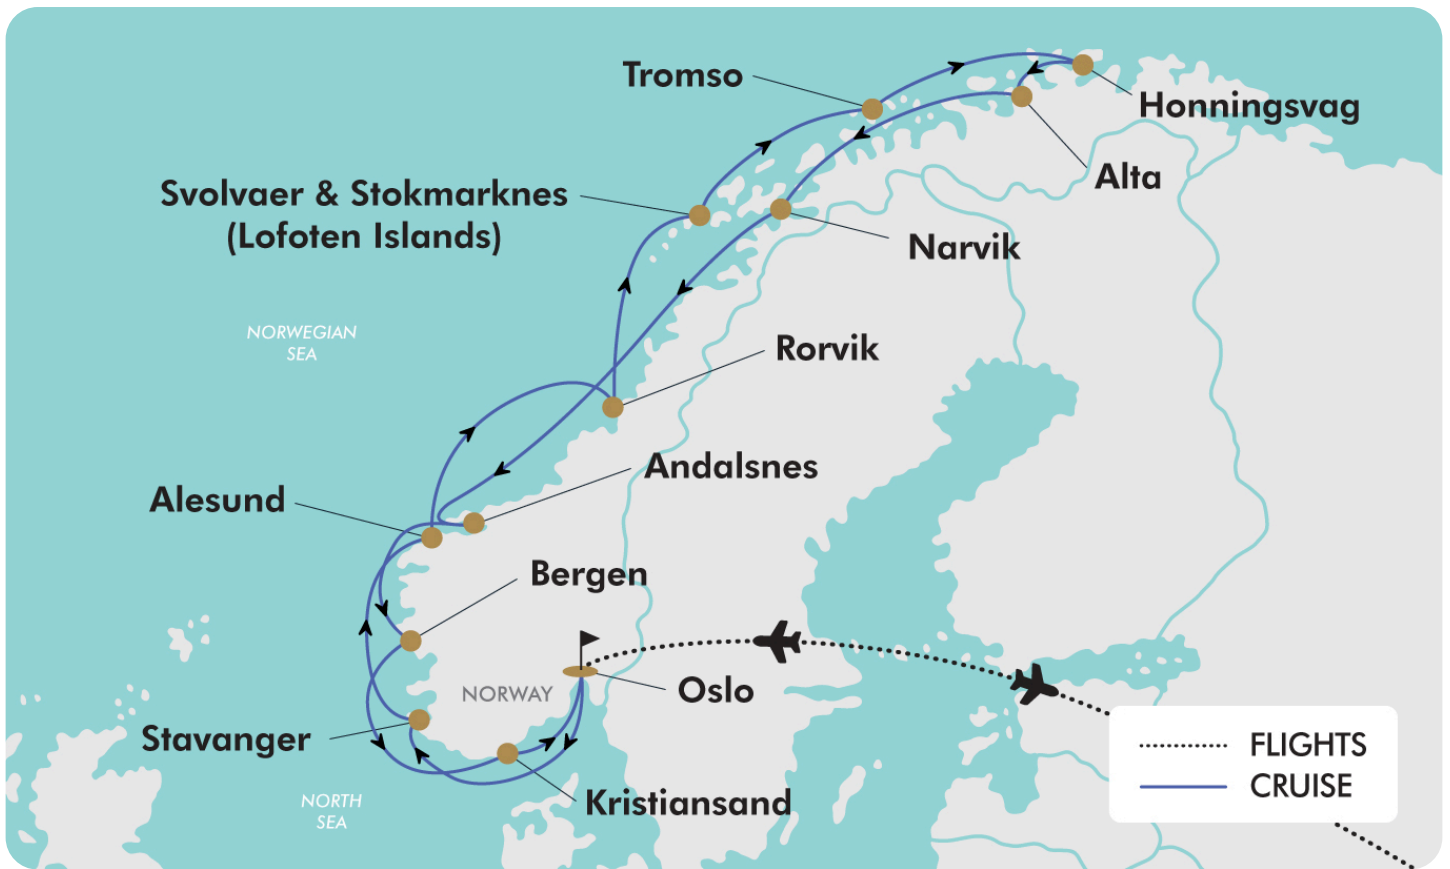 Tromso
Honningsvag
Alta
Svolvaer & Stokmarknes
(Lofoten Islands)
Narvik
NORWEGIAN
SEA
Rorvik
Andalsnes
Alesund
Bergen
NORWAY
Oslo
Stavanger
Kristiansand
NORTH
SEA
FLIGHTS
CRUISE